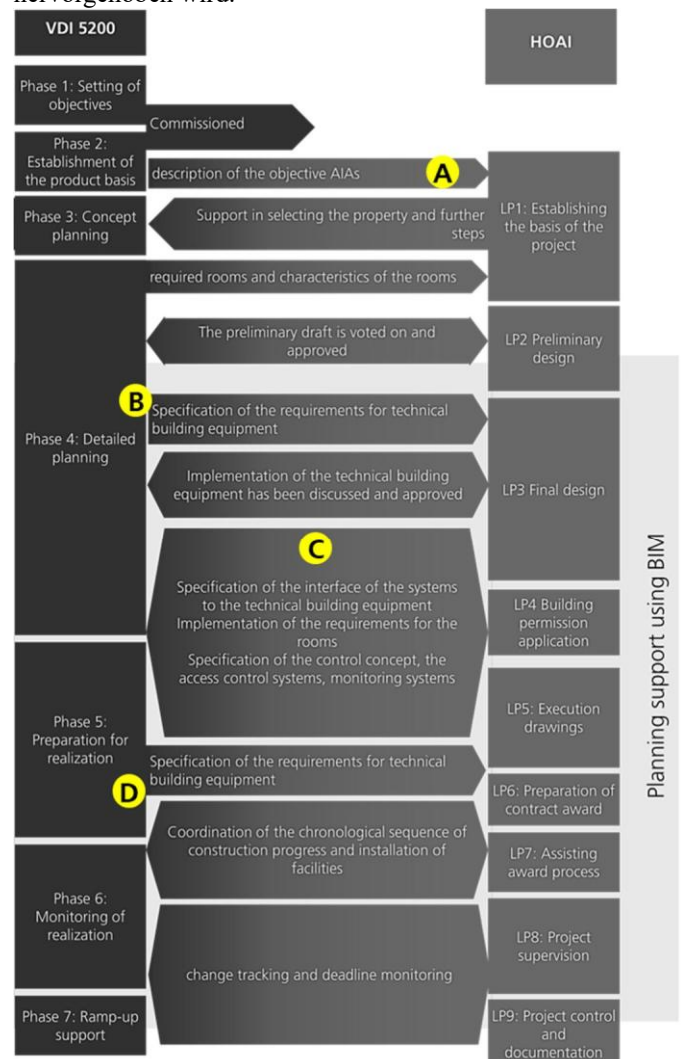 hervorgehoben wird.
VDI 5200
HOAI
Phase 1: Setting of
objectives
Commissioned
Phase 2:
Establishment of
the product basis
description of the objective AIAs
A
Phase 3: Concept
planning
Support in selecting the property and further
steps
LP1: Establishing
the basis of the
project
required rooms and characteristics of the rooms
The preliminary draft is voted on and
approved
LP2 Preliminary
design
B
Phase 4: Detailed
planning
Specification of the requirements for technical
building equipment
Implementation of the technical building
equipment has been discussed and approved
LP3 Final design
C
Specification of the interface of the systems
to the technical building equipment
Implementation of the requirements for the
rooms
Specification of the control concept, the
access control systems, monitoring systems
LP4 Building
permission
application
Phase 5:
Preparation for
realization
LP5: Execution
drawings
Specification of the requirements for technical
building equipment
D
LP6: Preparation of
contract award
Coordination of the chronological sequence of
construction progress and installation of
facilities
LP7: Assisting
award process
Phase 6:
Monitoring of
realization
change tracking and deadline monitoring
LP8: Project
supervision
Phase 7: Ramp-up
support
LP9: Project control
and
documentation
Planning support using BIM